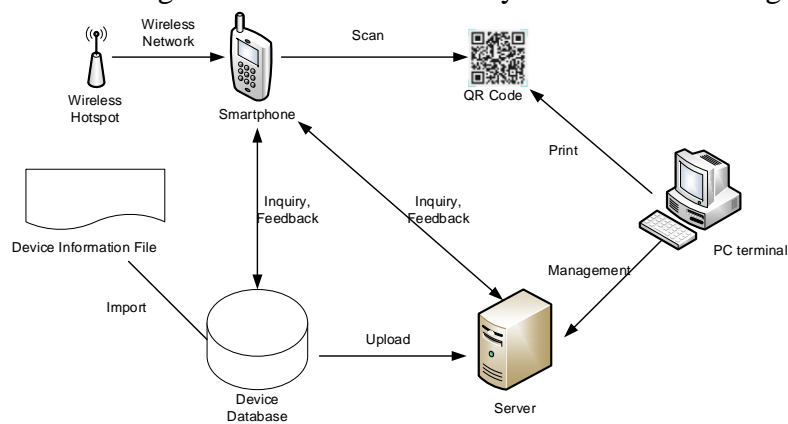 Wireless
Network
Scan
Wireless
Hotspot
Smartphone
QR Code
Print
Inquiry,
Feedback
Inquiry,
Feedback
Device Information File
PC terminal
Management
Import
Upload
Device
Database
Server